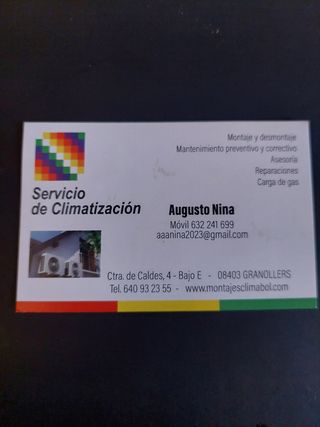 Montaje y desmontaje
Mantenimiento preventivo y correctivo
Asesoría
Reparaciones
Carga de gas
Servicio
de Climatización
Augusto Nina
Móvil 632 241 699
aaanina2023@gmail.com
Ctra. de Caldes, 4 - Bajo E - 08403 GRANOLLERS
Tel. 640 93 23 55 - www.montajesclimabol.com